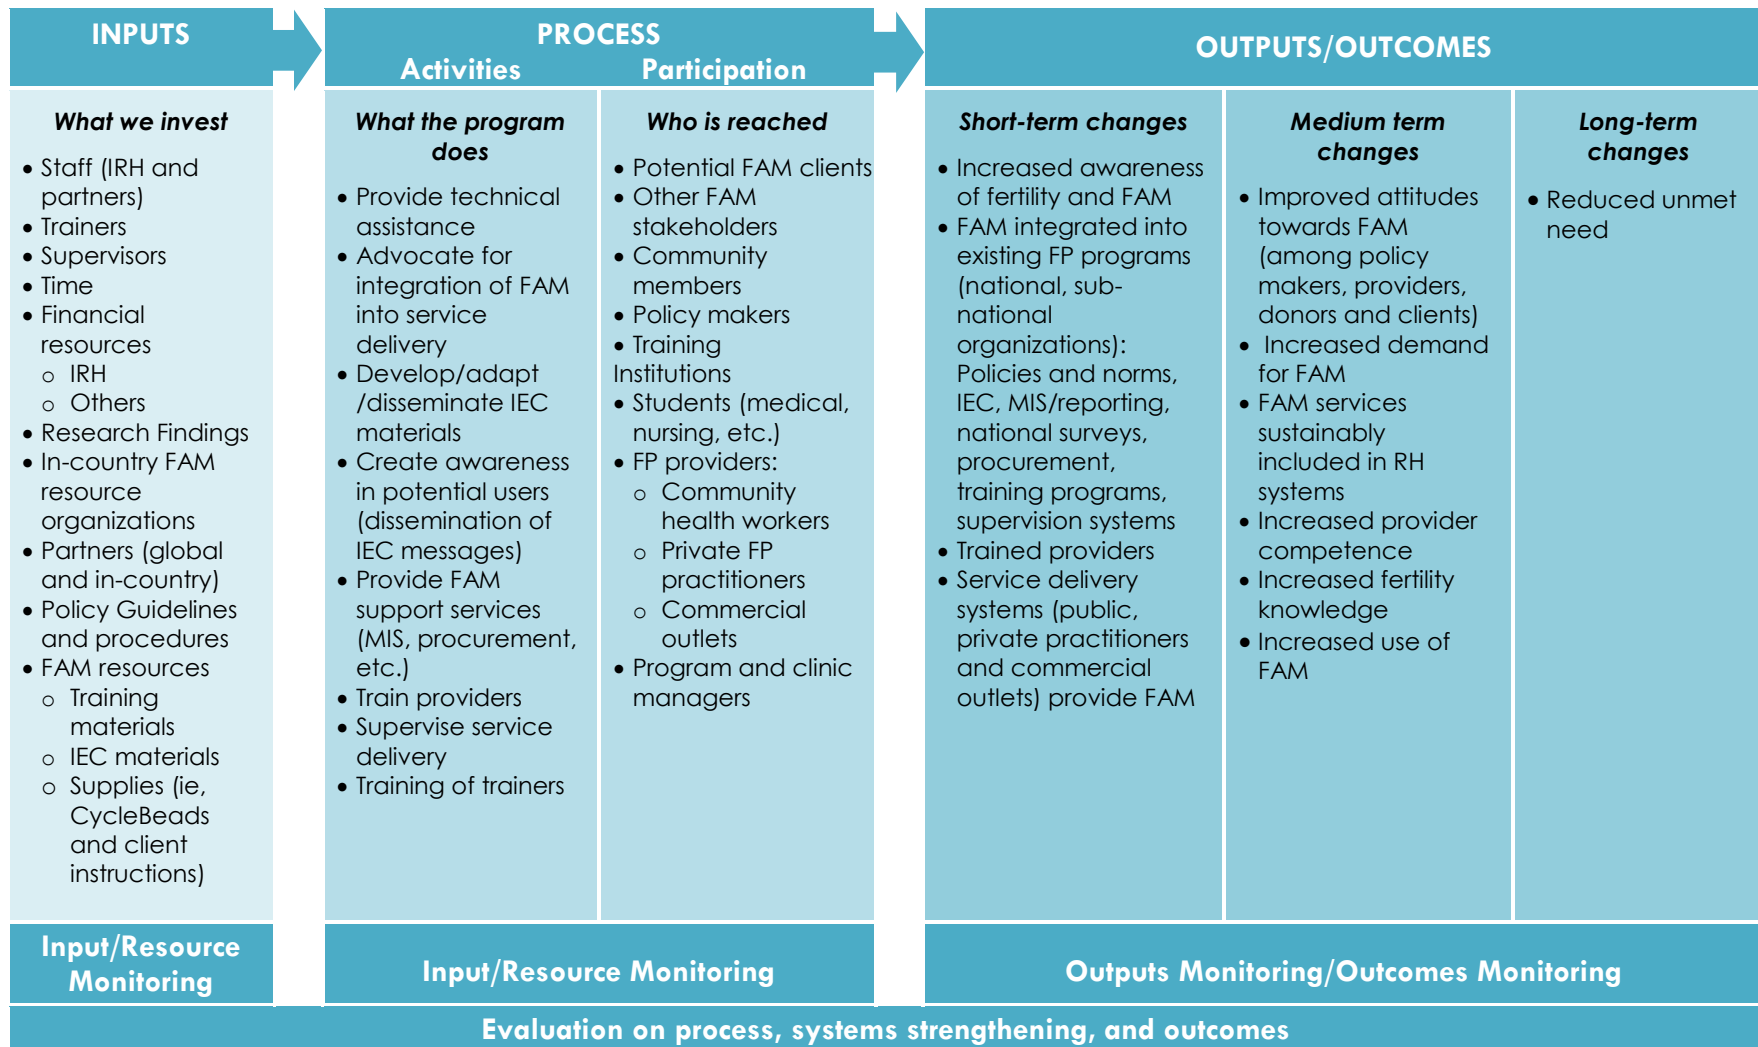 INPUTS
PROCESS
Activities
Participation
OUTPUTS/OUTCOMES
What we invest
• Staff (IRH and
partners)
• Trainers
• Supervisors
• Time
• Financial
resources
o IRH
o Others
• Research Findings
• In-country FAM
resource
organizations
• Partners (global
and in-country)
• Policy Guidelines
and procedures
• FAM resources
o Training
materials
o IEC materials
o Supplies (ie,
CycleBeads
and client
instructions)
What the program
does
• Provide technical
assistance
• Advocate for
integration of FAM
into service
delivery
• Develop/adapt
/disseminate IEC
materials
• Create awareness
in potential users
(dissemination of
IEC messages)
• Provide FAM
support services
(MIS, procurement,
etc.)
• Train providers
• Supervise service
delivery
• Training of trainers
Who is reached
• Potential FAM clients
• Other FAM
stakeholders
• Community
members
• Policy makers
• Training
Institutions
• Students (medical,
nursing, etc.)
• FP providers:
o Community
health workers
o Private FP
practitioners
o Commercial
outlets
• Program and clinic
managers
Short-term changes
• Increased awareness
of fertility and FAM
• FAM integrated into
existing FP programs
(national, sub-
national
organizations):
Policies and norms,
IEC, MIS/reporting,
national surveys,
procurement,
training programs,
supervision systems
• Trained providers
• Service delivery
systems (public,
private practitioners
and commercial
outlets) provide FAM
Medium term
changes
• Improved attitudes
towards FAM
(among policy
makers, providers,
donors and clients)
• Increased demand
for FAM
• FAM services
sustainably
included in RH
systems
• Increased provider
competence
• Increased fertility
knowledge
• Increased use of
FAM
Long-term
changes
• Reduced unmet
need
Input/Resource
Monitoring
Input/Resource Monitoring
Outputs Monitoring/Outcomes Monitoring
Evaluation on process, systems strengthening, and outcomes